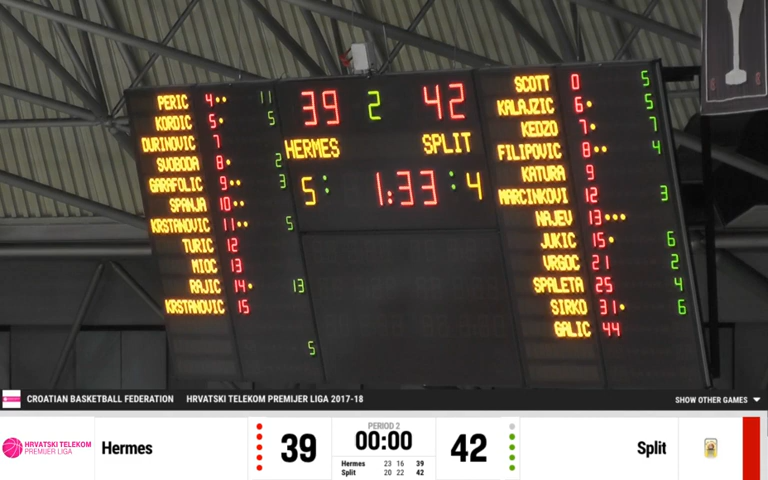 39 2 42
HERMES SPLIT
5: 1:33 :4
PERIC 4•• 11
KORDIC 5• 5
DURINOVIC 7
SVOBODA 8• 2
GARAFOLIC 9•• 3
SPANJA 10••
KRSTANOVIC 11•• 5
TURIC 12
MIOC 13
RAJIC 14• 13
KRSTANOVIC 15
5
SCOTT 0 5
KALAJZIC 6• 5
KEDZO 7• 7
FILIPOVIC 8•• 4
KATURA 9
MARCINKOVI 12 3
NAJEV 13•••
JUKIC 15• 6
VRGOC 21 2
SPALETA 25 4
SIRKO 31• 6
GALIC 44
CROATIAN BASKETBALL FEDERATION HRVATSKI TELEKOM PREMIJER LIGA 2017-18 SHOW OTHER GAMES
HRVATSKI TELEKOM
PREMIJER LIGA
Hermes 39
PERIOD 2
00:00
Hermes 23 16 39
Split 20 22 42
42 Split